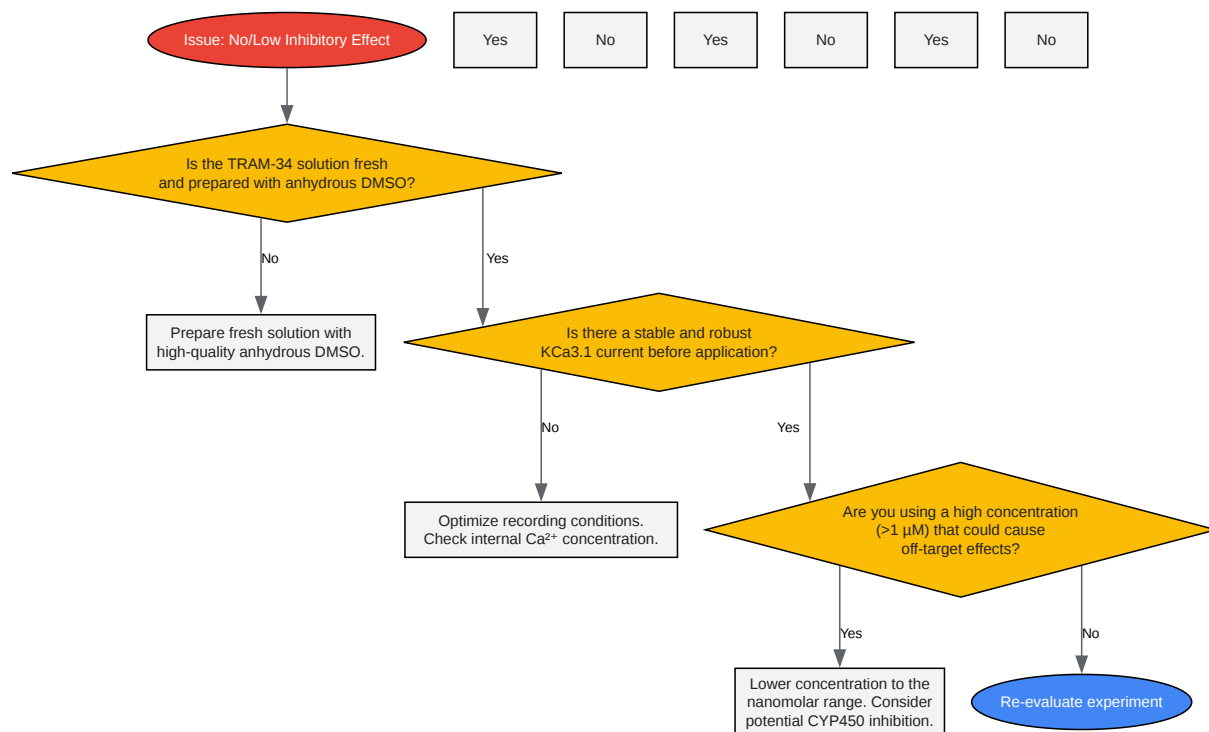 Issue: No/Low Inhibitory Effect
Yes
No
Yes
No
Yes
No
Is the TRAM-34 solution fresh
and prepared with anhydrous DMSO?
No
Yes
Prepare fresh solution with
high-quality anhydrous DMSO.
Is there a stable and robust
KCa3.1 current before application?
No
Yes
Optimize recording conditions.
Check internal Ca²⁺ concentration.
Are you using a high concentration
(>1 µM) that could cause
off-target effects?
Yes
No
Lower concentration to the
nanomolar range. Consider
potential CYP450 inhibition.
Re-evaluate experiment